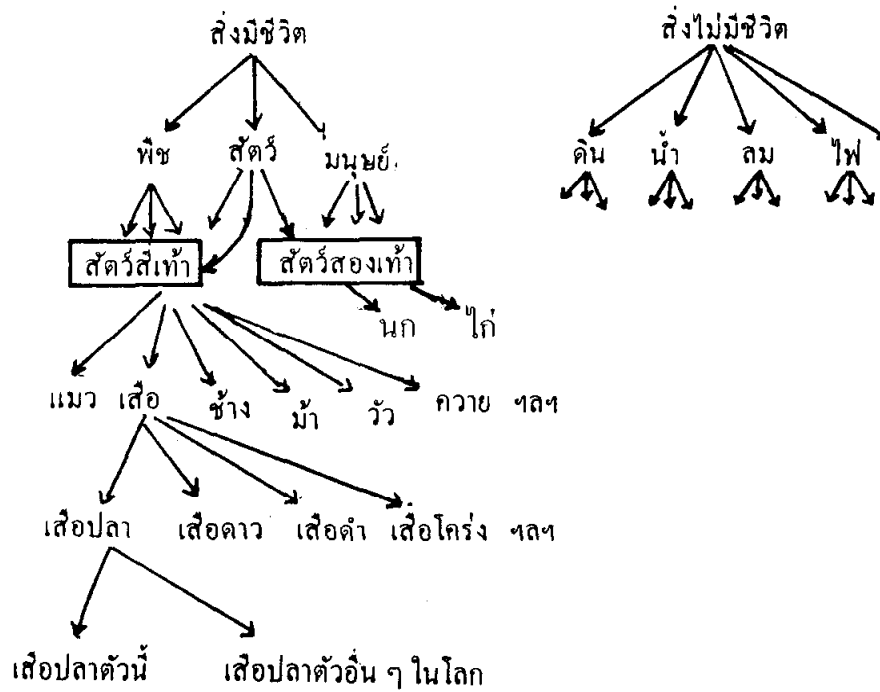 สิ่งมีชีวิต สิ่งไม่มีชีวิต
พืช สัตว์ มนุษย์ ดิน น้ำ ลม ไฟ
สัตว์สี่เท้า สัตว์สองเท้า
นก ไก่
แมว เสือ ช้าง ม้า วัว ควาย ฯลฯ
เสือปลา เสือดาว เสือดำ เสือโคร่ง ฯลฯ
เสือปลาตัวนี้ เสือปลาตัวอื่น ๆ ในโลก